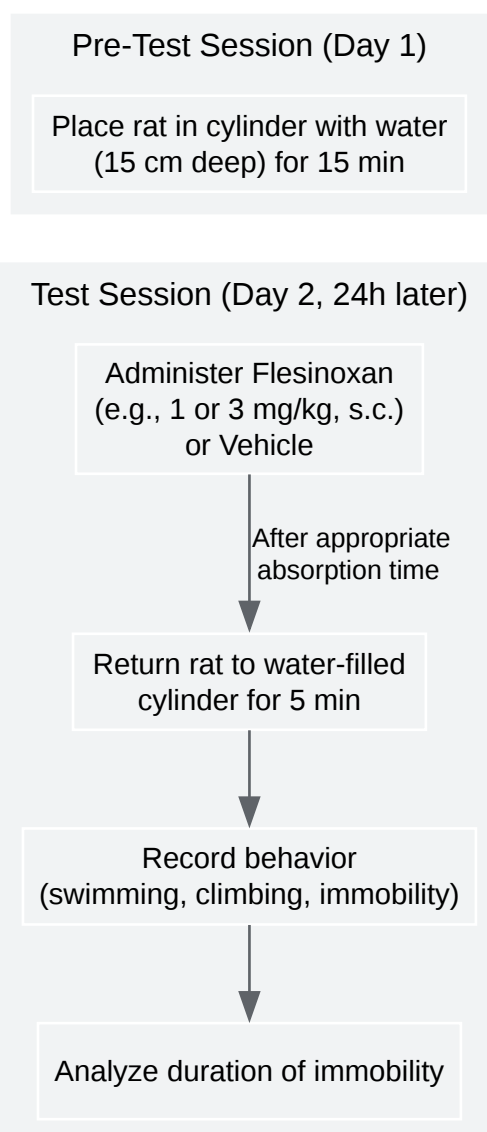 Pre-Test Session (Day 1)
Place rat in cylinder with water
(15 cm deep) for 15 min
Test Session (Day 2, 24h later)
Administer Flesinoxan
(e.g., 1 or 3 mg/kg, s.c.)
or Vehicle
After appropriate
absorption time
Return rat to water-filled
cylinder for 5 min
Record behavior
(swimming, climbing, immobility)
Analyze duration of immobility